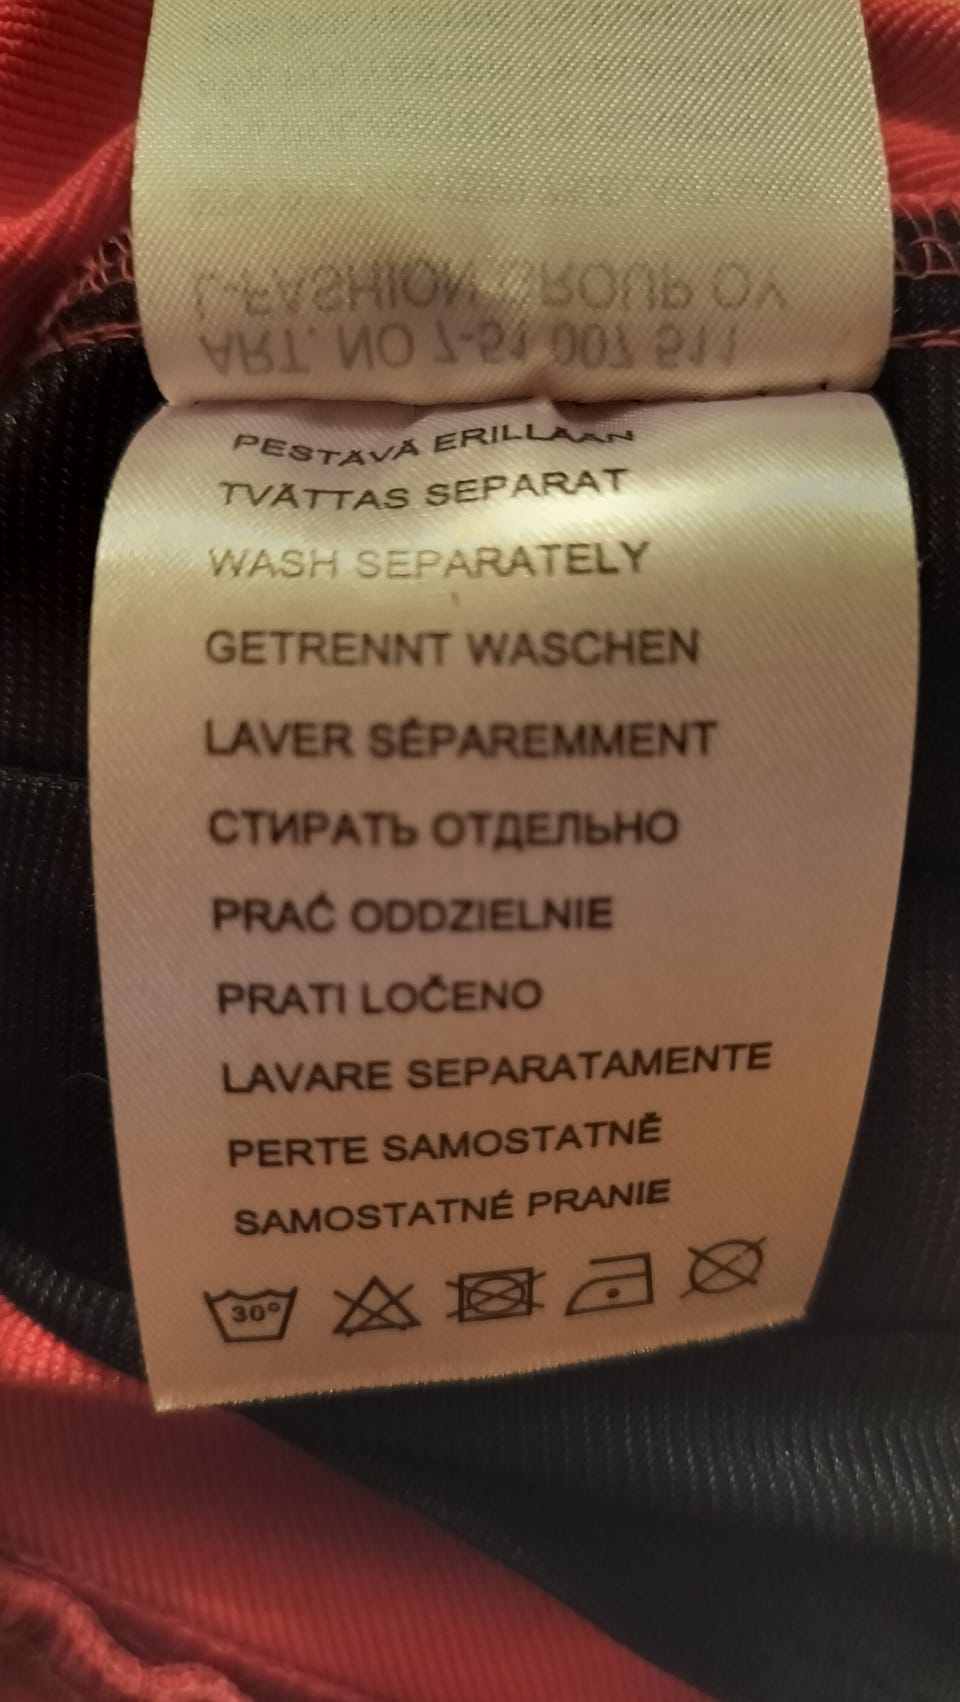 L-FASHION GROUP OY
ART. NO 7-61 007 511
PESTÄVÄ ERILLÄÄN
TVÄTTAS SEPARAT
WASH SEPARATELY
GETRENNT WASCHEN
LAVER SÉPAREMMENT
СТИРАТЬ ОТДЕЛЬНО
PRAĆ ODDZIELNIE
PRATI LOČENO
LAVARE SEPARATAMENTE
PERTE SAMOSTATNĚ
SAMOSTATNÉ PRANIE
30°